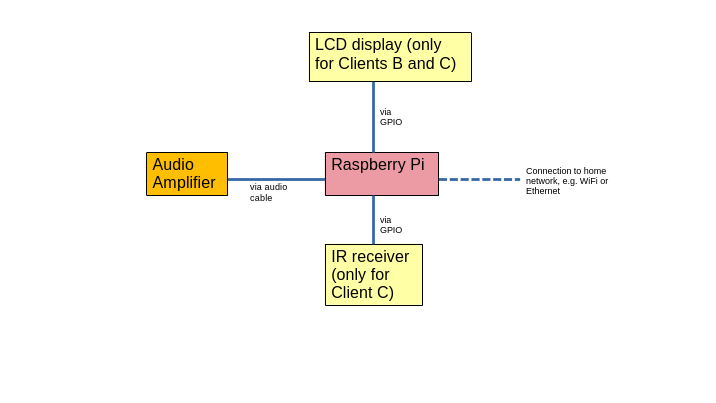 LCD display (only
for Clients B and C)
via
GPIO
Audio
Amplifier
via audio
cable
Raspberry Pi
Connection to home
network, e.g. WiFi or
Ethernet
via
GPIO
IR receiver
(only for
Client C)